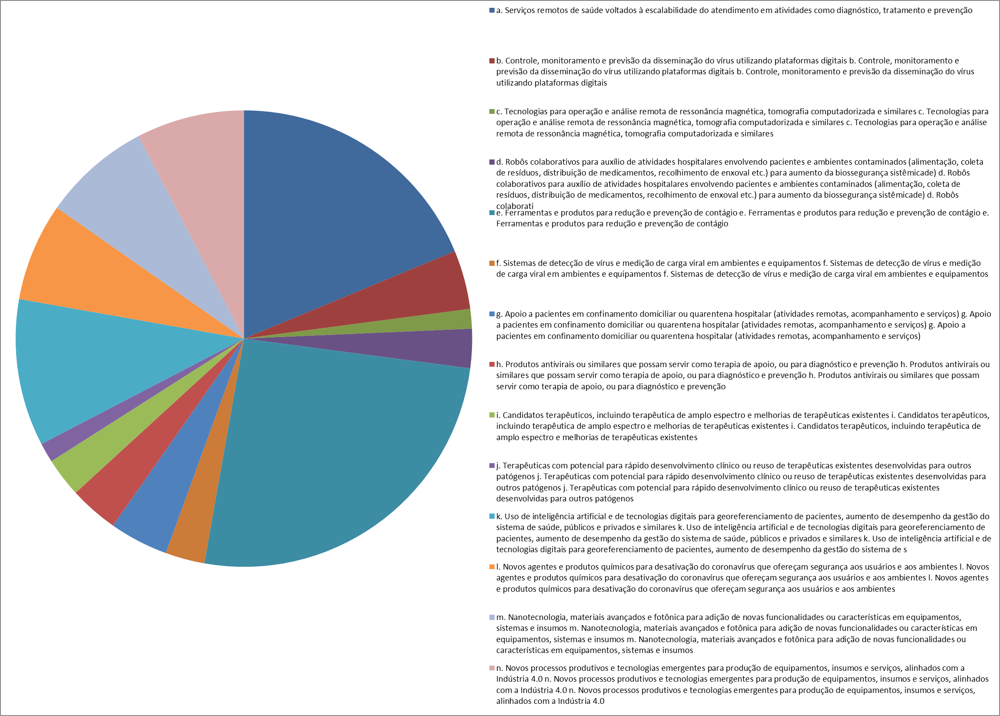 a. Serviços remotos de saúde voltados à escalabilidade do atendimento em atividades como diagnóstico, tratamento e prevenção
b. Controle, monitoramento e previsão da disseminação do vírus utilizando plataformas digitais b. Controle, monitoramento e
previsão da disseminação do vírus utilizando plataformas digitais b. Controle, monitoramento e previsão da disseminação do vírus
utilizando plataformas digitais
c. Tecnologias para operação e análise remota de ressonância magnética, tomografia computadorizada e similares c. Tecnologias para
operação e análise remota de ressonância magnética, tomografia computadorizada e similares c. Tecnologias para operação e análise
remota de ressonância magnética, tomografia computadorizada e similares
d. Robôs colaborativos para auxílio de atividades hospitalares envolvendo pacientes e ambientes contaminados (alimentação, coleta
de resíduos, distribuição de medicamentos, recolhimento de enxoval etc.) para aumento da biossegurança sistêmicade) d. Robôs
colaborativos para auxílio de atividades hospitalares envolvendo pacientes e ambientes contaminados (alimentação, coleta de
resíduos, distribuição de medicamentos, recolhimento de enxoval etc.) para aumento da biossegurança sistêmicade) d. Robôs
colaborati
e. Ferramentas e produtos para redução e prevenção de contágio e. Ferramentas e produtos para redução e prevenção de contágio e.
Ferramentas e produtos para redução e prevenção de contágio
f. Sistemas de detecção de vírus e medição de carga viral em ambientes e equipamentos f. Sistemas de detecção de vírus e medição
de carga viral em ambientes e equipamentos f. Sistemas de detecção de vírus e medição de carga viral em ambientes e equipamentos
g. Apoio a pacientes em confinamento domiciliar ou quarentena hospitalar (atividades remotas, acompanhamento e serviços) g. Apoio
a pacientes em confinamento domiciliar ou quarentena hospitalar (atividades remotas, acompanhamento e serviços) g. Apoio a
pacientes em confinamento domiciliar ou quarentena hospitalar (atividades remotas, acompanhamento e serviços)
h. Produtos antivirais ou similares que possam servir como terapia de apoio, ou para diagnóstico e prevenção h. Produtos antivirais ou
similares que possam servir como terapia de apoio, ou para diagnóstico e prevenção h. Produtos antivirais ou similares que possam
servir como terapia de apoio, ou para diagnóstico e prevenção
i. Candidatos terapêuticos, incluindo terapêutica de amplo espectro e melhorias de terapêuticas existentes i. Candidatos terapêuticos,
incluindo terapêutica de amplo espectro e melhorias de terapêuticas existentes i. Candidatos terapêuticos, incluindo terapêutica de
amplo espectro e melhorias de terapêuticas existentes
j. Terapêuticas com potencial para rápido desenvolvimento clínico ou reuso de terapêuticas existentes desenvolvidas para outros
patógenos j. Terapêuticas com potencial para rápido desenvolvimento clínico ou reuso de terapêuticas existentes desenvolvidas para
outros patógenos j. Terapêuticas com potencial para rápido desenvolvimento clínico ou reuso de terapêuticas existentes
desenvolvidas para outros patógenos
k. Uso de inteligência artificial e de tecnologias digitais para georeferenciamento de pacientes, aumento de desempenho da gestão do
sistema de saúde, públicos e privados e similares k. Uso de inteligência artificial e de tecnologias digitais para georeferenciamento de
pacientes, aumento de desempenho da gestão do sistema de saúde, públicos e privados e similares k. Uso de inteligência artificial e de
tecnologias digitais para georeferenciamento de pacientes, aumento de desempenho da gestão do sistema de s
l. Novos agentes e produtos químicos para desativação do coronavírus que ofereçam segurança aos usuários e aos ambientes l. Novos
agentes e produtos químicos para desativação do coronavírus que ofereçam segurança aos usuários e aos ambientes l. Novos agentes
e produtos químicos para desativação do coronavírus que ofereçam segurança aos usuários e aos ambientes
m. Nanotecnologia, materiais avançados e fotônica para adição de novas funcionalidades ou características em equipamentos,
sistemas e insumos m. Nanotecnologia, materiais avançados e fotônica para adição de novas funcionalidades ou características em
equipamentos, sistemas e insumos m. Nanotecnologia, materiais avançados e fotônica para adição de novas funcionalidades ou
características em equipamentos, sistemas e insumos
n. Novos processos produtivos e tecnologias emergentes para produção de equipamentos, insumos e serviços, alinhados com a
Indústria 4.0 n. Novos processos produtivos e tecnologias emergentes para produção de equipamentos, insumos e serviços, alinhados
com a Indústria 4.0 n. Novos processos produtivos e tecnologias emergentes para produção de equipamentos, insumos e serviços,
alinhados com a Indústria 4.0